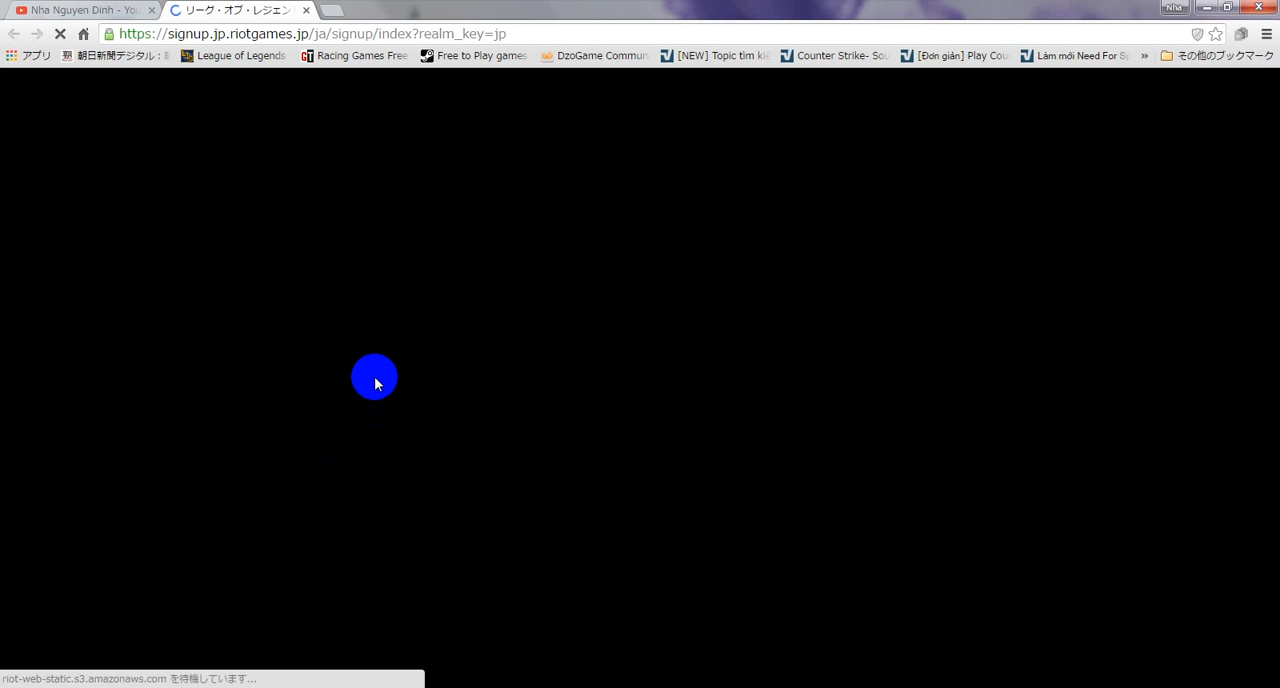 Nha Nguyen Dinh - You
リーグ・オブ・レジェン
Nha
https://signup.jp.riotgames.jp/ja/signup/index?realm_key=jp
アプリ 朝日新聞デジタル: League of Legends Racing Games Free Free to Play games DzoGame Commun [NEW] Topic tìm kiế Counter Strike- Sou [Đơn giản] Play Cou Làm mới Need For Sp » その他のブックマーク
riot-web-static.s3.amazonaws.com を待機しています...